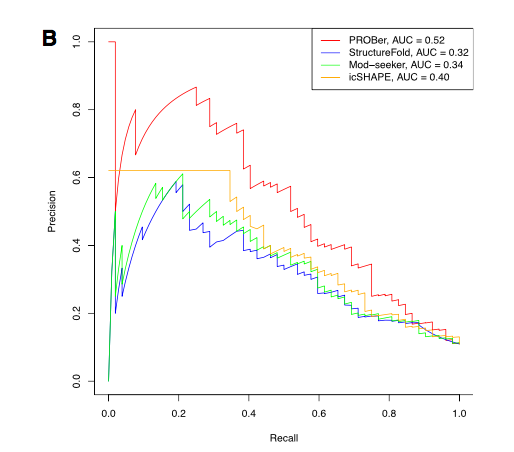 B
PROBer, AUC = 0.52
StructureFold, AUC = 0.32
Mod-seeker, AUC = 0.34
icSHAPE, AUC = 0.40
1.0
0.8
0.6
0.4
0.2
0.0
Precision
0.0 0.2 0.4 0.6 0.8 1.0
Recall